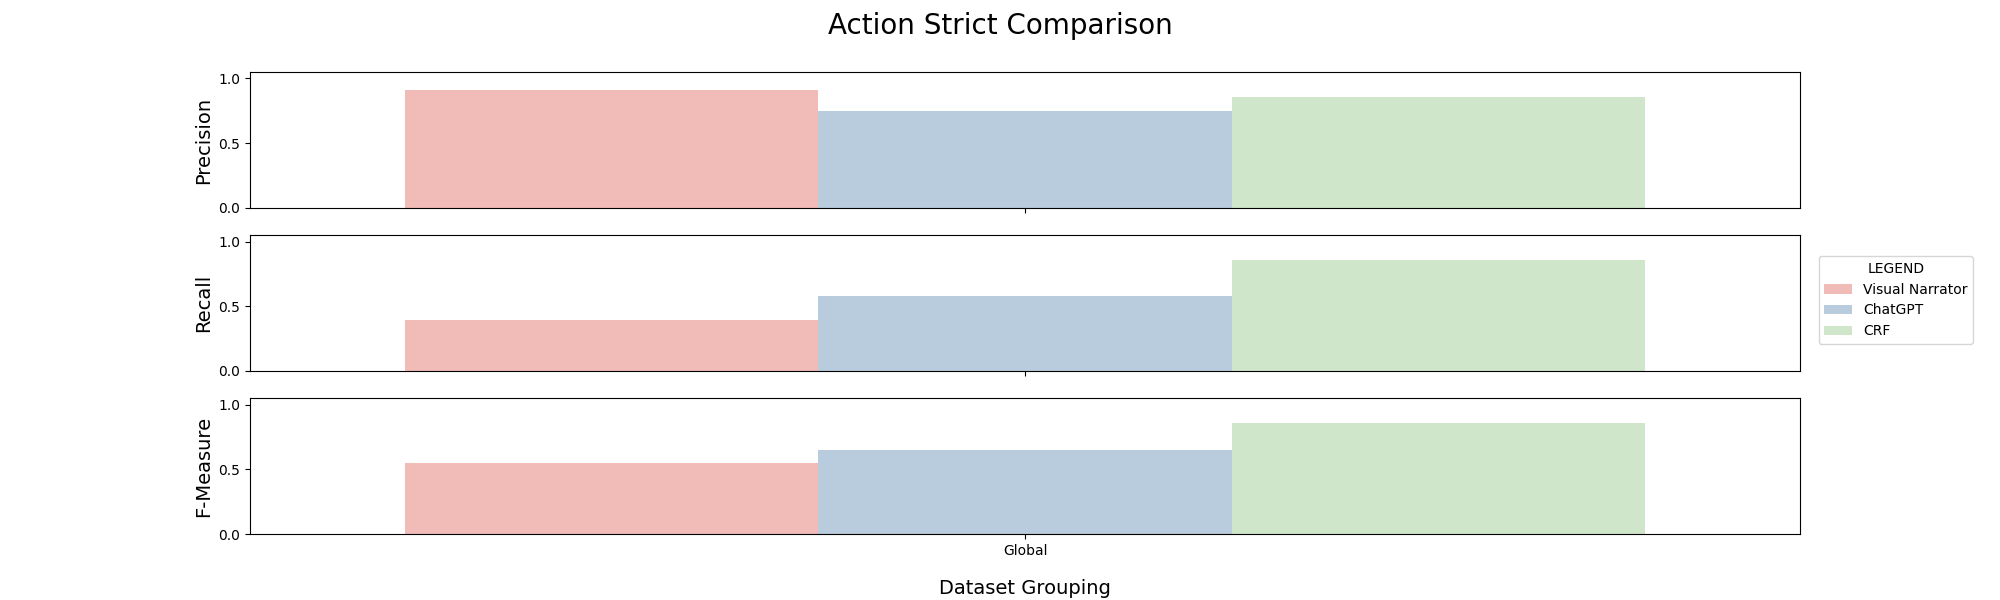 Action Strict Comparison
1.0
0.5
0.0
Precision
1.0
0.5
0.0
Recall
1.0
0.5
0.0
F-Measure
Global
Dataset Grouping
LEGEND
Visual Narrator
ChatGPT
CRF